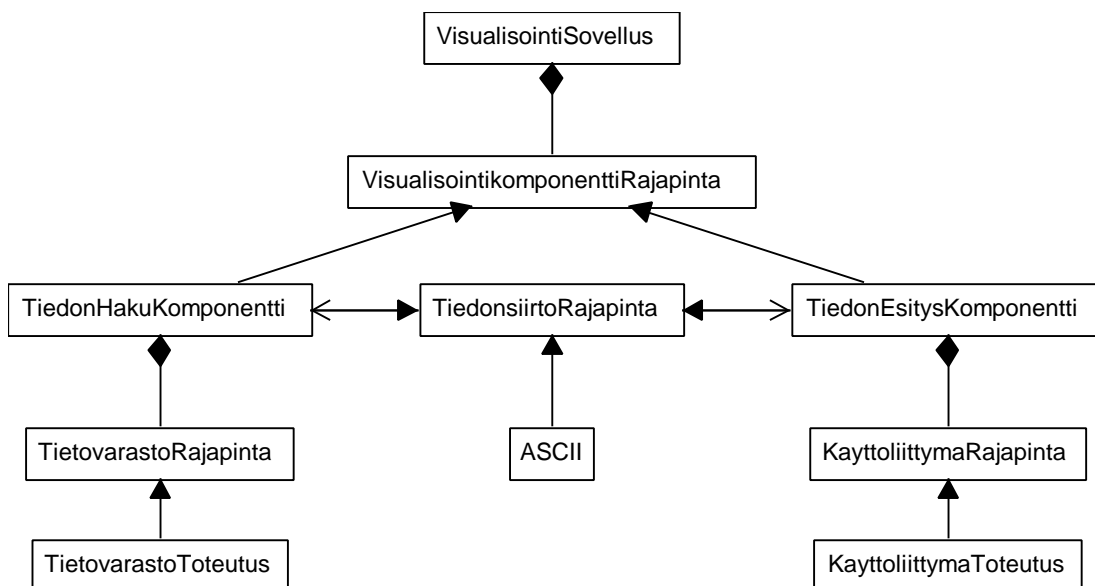 VisualisointiSovellus
VisualisointikomponenttiRajapinta
TiedonHakuKomponentti
TiedonsiirtoRajapinta
TiedonEsitysKomponentti
TietovarastoRajapinta
ASCII
KayttoliittymaRajapinta
TietovarastoToteutus
KayttoliittymaToteutus